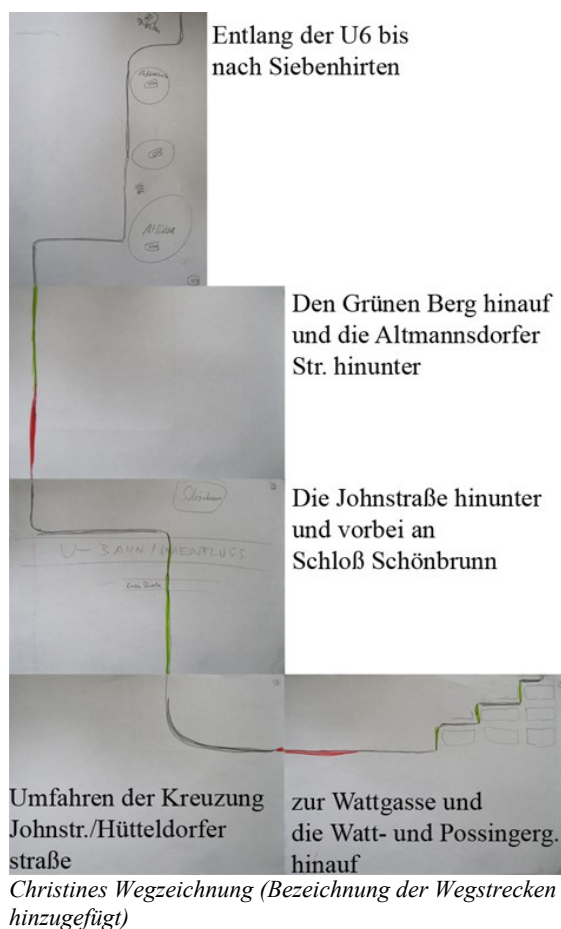 Entlang der U6 bis
nach Siebenhirten
Altérlaa
Den Grünen Berg hinauf
und die Altmannsdorfer
Str. hinunter
Schönbrunn
Die Johnstraße hinunter
und vorbei an
Schloß Schönbrunn
U-BAHN/WIENFLUSS
Umfahren der Kreuzung
Johnstr./Hütteldorfer
straße
zur Wattgasse und
die Watt- und Possingerg.
hinauf
Christines Wegzeichnung (Bezeichnung der Wegstrecken
hinzugefügt)